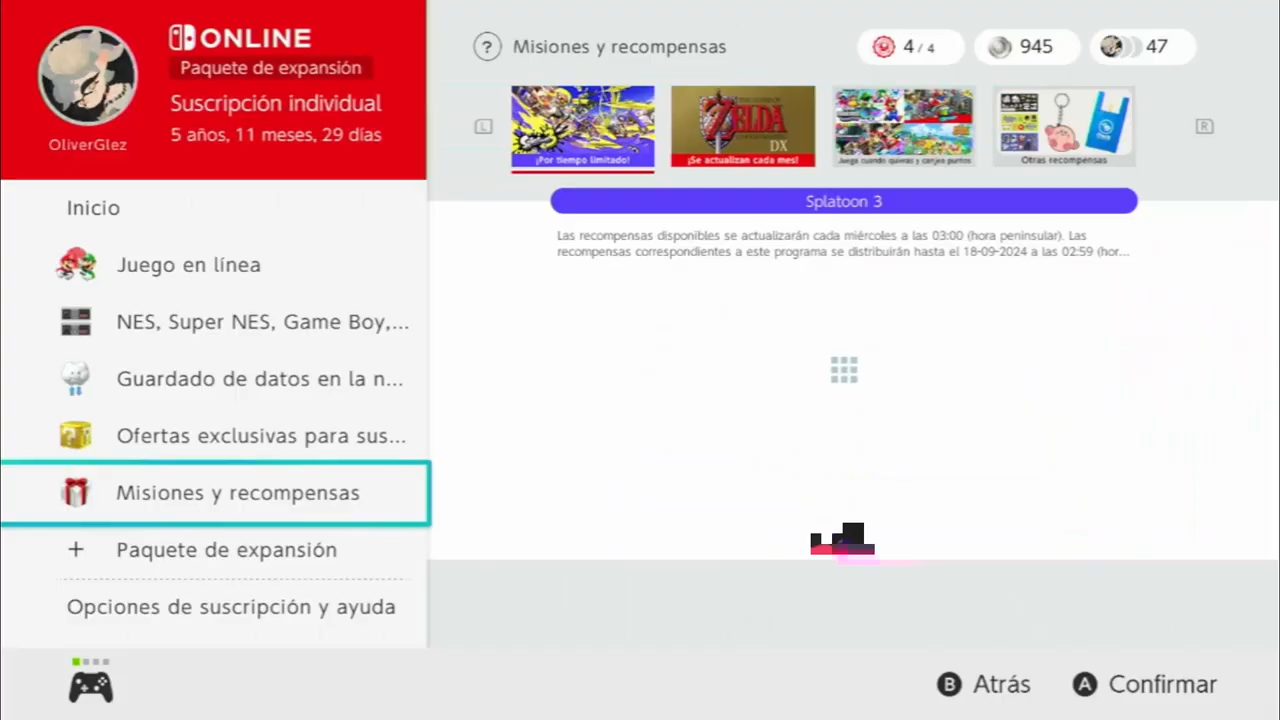 ONLINE
Paquete de expansión
Suscripción individual
5 años, 11 meses, 29 días
OliverGlez
Inicio
Juego en línea
NES, Super NES, Game Boy,...
Guardado de datos en la n...
Ofertas exclusivas para sus...
Misiones y recompensas
Paquete de expansión
Opciones de suscripción y ayuda
? Misiones y recompensas
4 / 4
945
47
L
¡Por tiempo limitado!
ZELDA
DX
¡Se actualizan cada mes!
Juega cuando quieras y canjea puntos
Otras recompensas
R
Splatoon 3
Las recompensas disponibles se actualizarán cada miércoles a las 03:00 (hora peninsular). Las
recompensas correspondientes a este programa se distribuirán hasta el 18-09-2024 a las 02:59 (hor...
B Atrás
A Confirmar